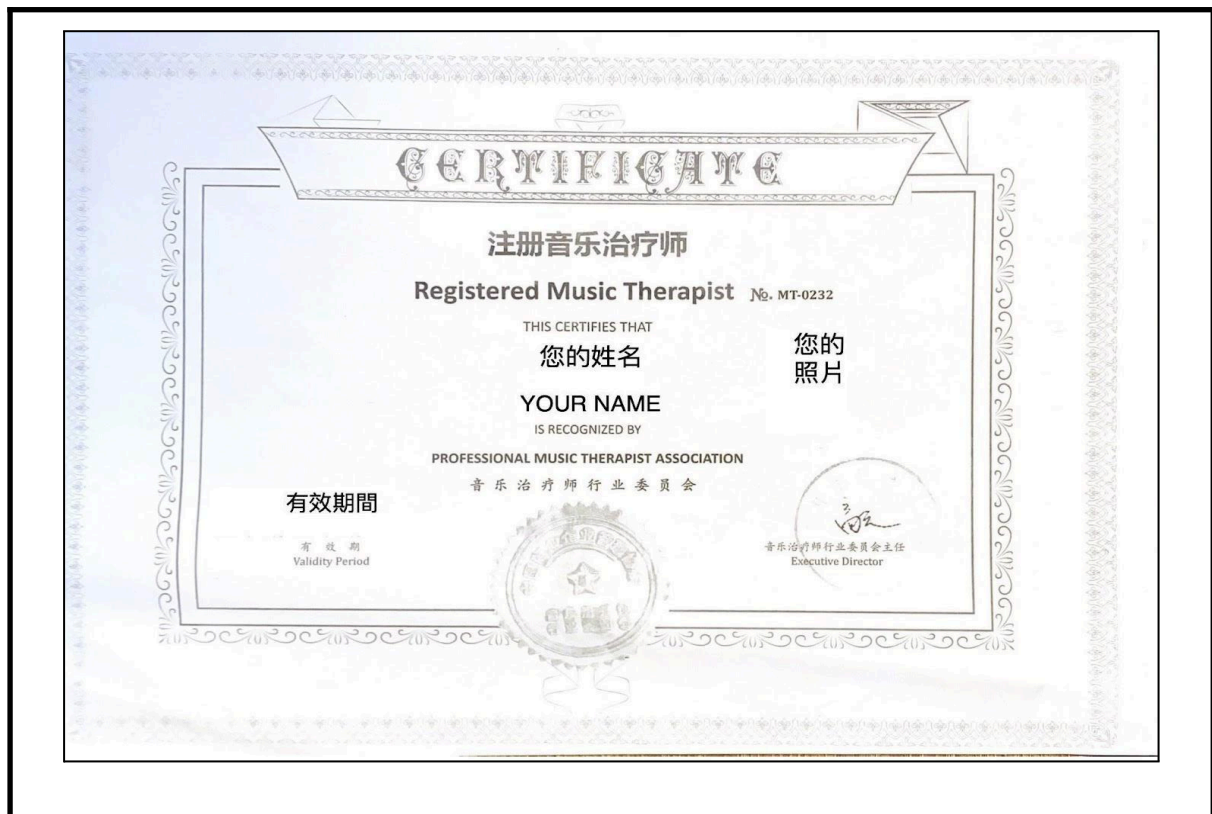 CERTIFICATE
注册音乐治疗师
Registered Music Therapist №. MT-0232
THIS CERTIFIES THAT
您的姓名
您的
照片
YOUR NAME
IS RECOGNIZED BY
PROFESSIONAL MUSIC THERAPIST ASSOCIATION
音乐治疗师行业委员会
有效期間
有效期
Validity Period
音乐治疗师行业委员会主任
Executive Director